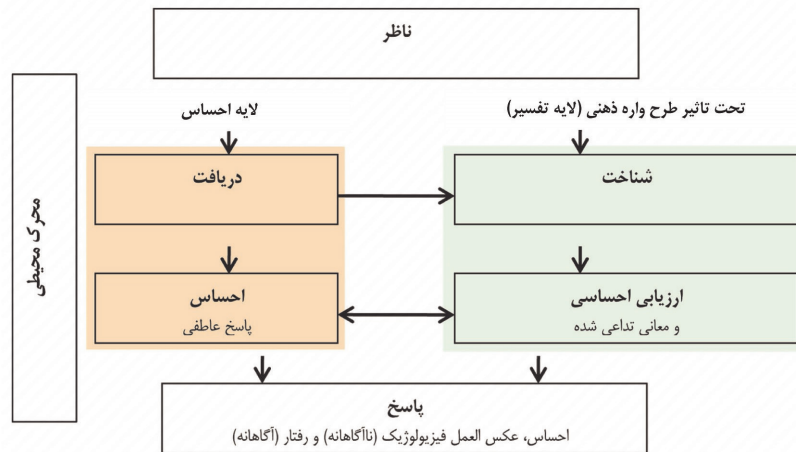 ناظر
محرک محیطی
تحت تاثیر طرح واره ذهنی (لایه تفسیر)
لایه احساس
شناخت
دریافت
ارزیابی احساسی
و معانی تداعی شده
احساس
پاسخ عاطفی
پاسخ
احساس، عکس العمل فیزیولوژیک (ناآگاهانه) و رفتار (آگاهانه)